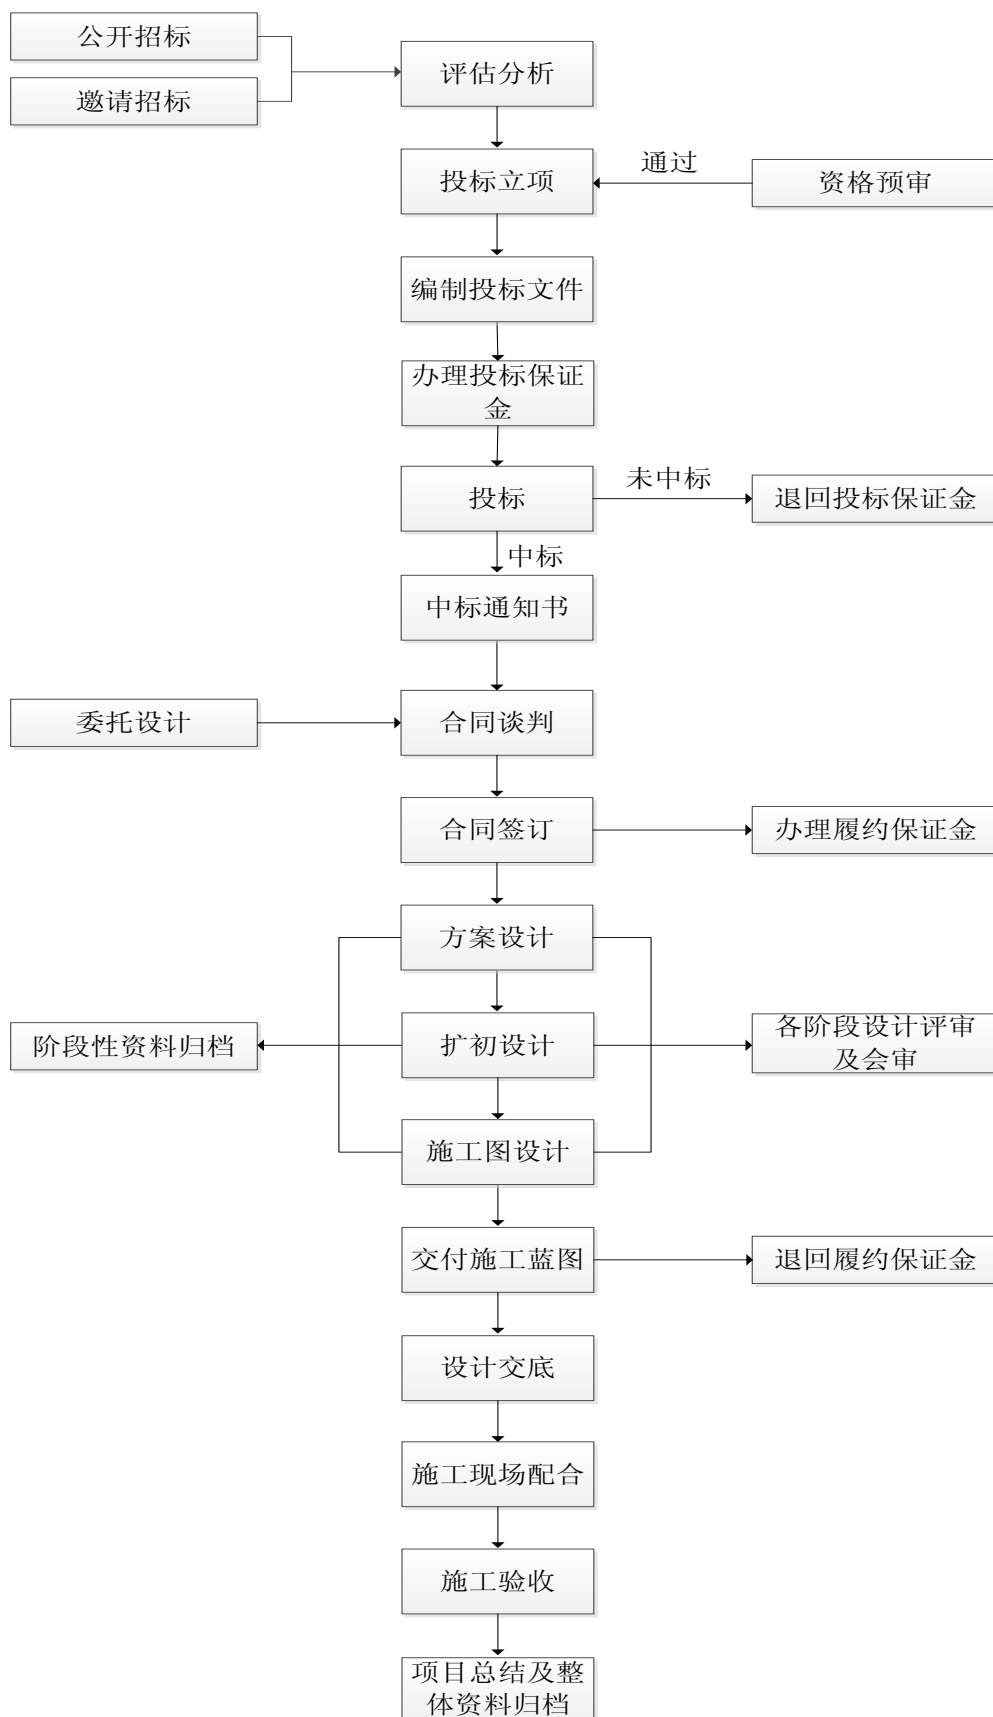 公开招标
邀请招标
评估分析
投标立项
通过
资格预审
编制投标文件
办理投标保证
金
投标
未中标
退回投标保证金
中标
中标通知书
委托设计
合同谈判
合同签订
办理履约保证金
方案设计
阶段性资料归档
扩初设计
各阶段设计评审
及会审
施工图设计
交付施工蓝图
退回履约保证金
设计交底
施工现场配合
施工验收
项目总结及整
体资料归档